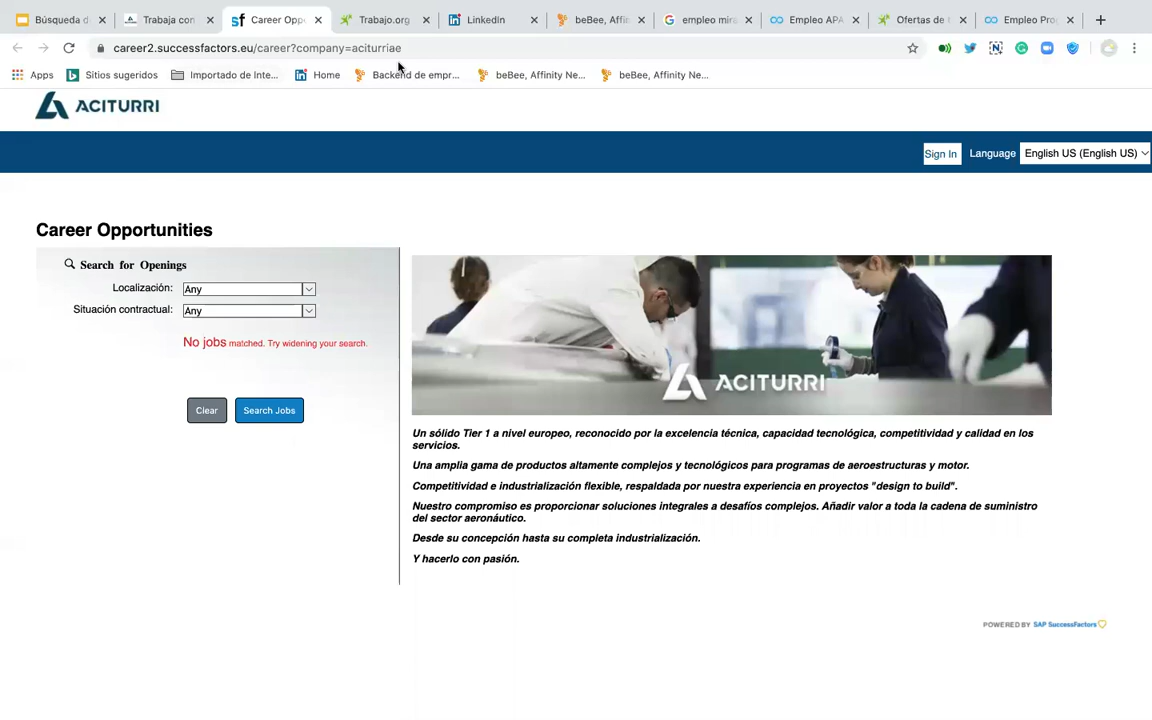 Búsqueda d
Trabaja con
Career Oppo
Trabajo.org
LinkedIn
beBee, Affin
empleo mir
Empleo APA
Ofertas de
Empleo Pro
career2.successfactors.eu/career?company=aciturriae
Apps
Sitios sugeridos
Importado de Inte...
Home
Backend de empr...
beBee, Affinity Ne...
beBee, Affinity Ne...
ACITURRI
Sign In
Language
English US (English US)
Career Opportunities
Search for Openings
Localización:
Any
Situación contractual:
Any
No jobs matched. Try widening your search.
Clear
Search Jobs
ACITURRI
Un sólido Tier 1 a nivel europeo, reconocido por la excelencia técnica, capacidad tecnológica, competitividad y calidad en los
servicios.
Una amplia gama de productos altamente complejos y tecnológicos para programas de aeroestructuras y motor.
Competitividad e industrialización flexible, respaldada por nuestra experiencia en proyectos "design to build".
Nuestro compromiso es proporcionar soluciones integrales a desafíos complejos. Añadir valor a toda la cadena de suministro
del sector aeronáutico.
Desde su concepción hasta su completa industrialización.
Y hacerlo con pasión.
POWERED BY SAP SuccessFactors